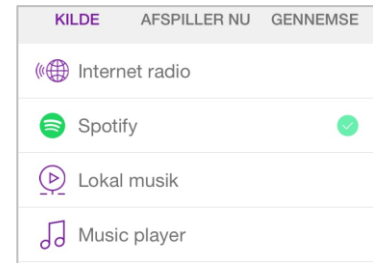 KILDE AFSPILLER NU GENNEMSE
Internet radio
Spotify
Lokal musik
Music player